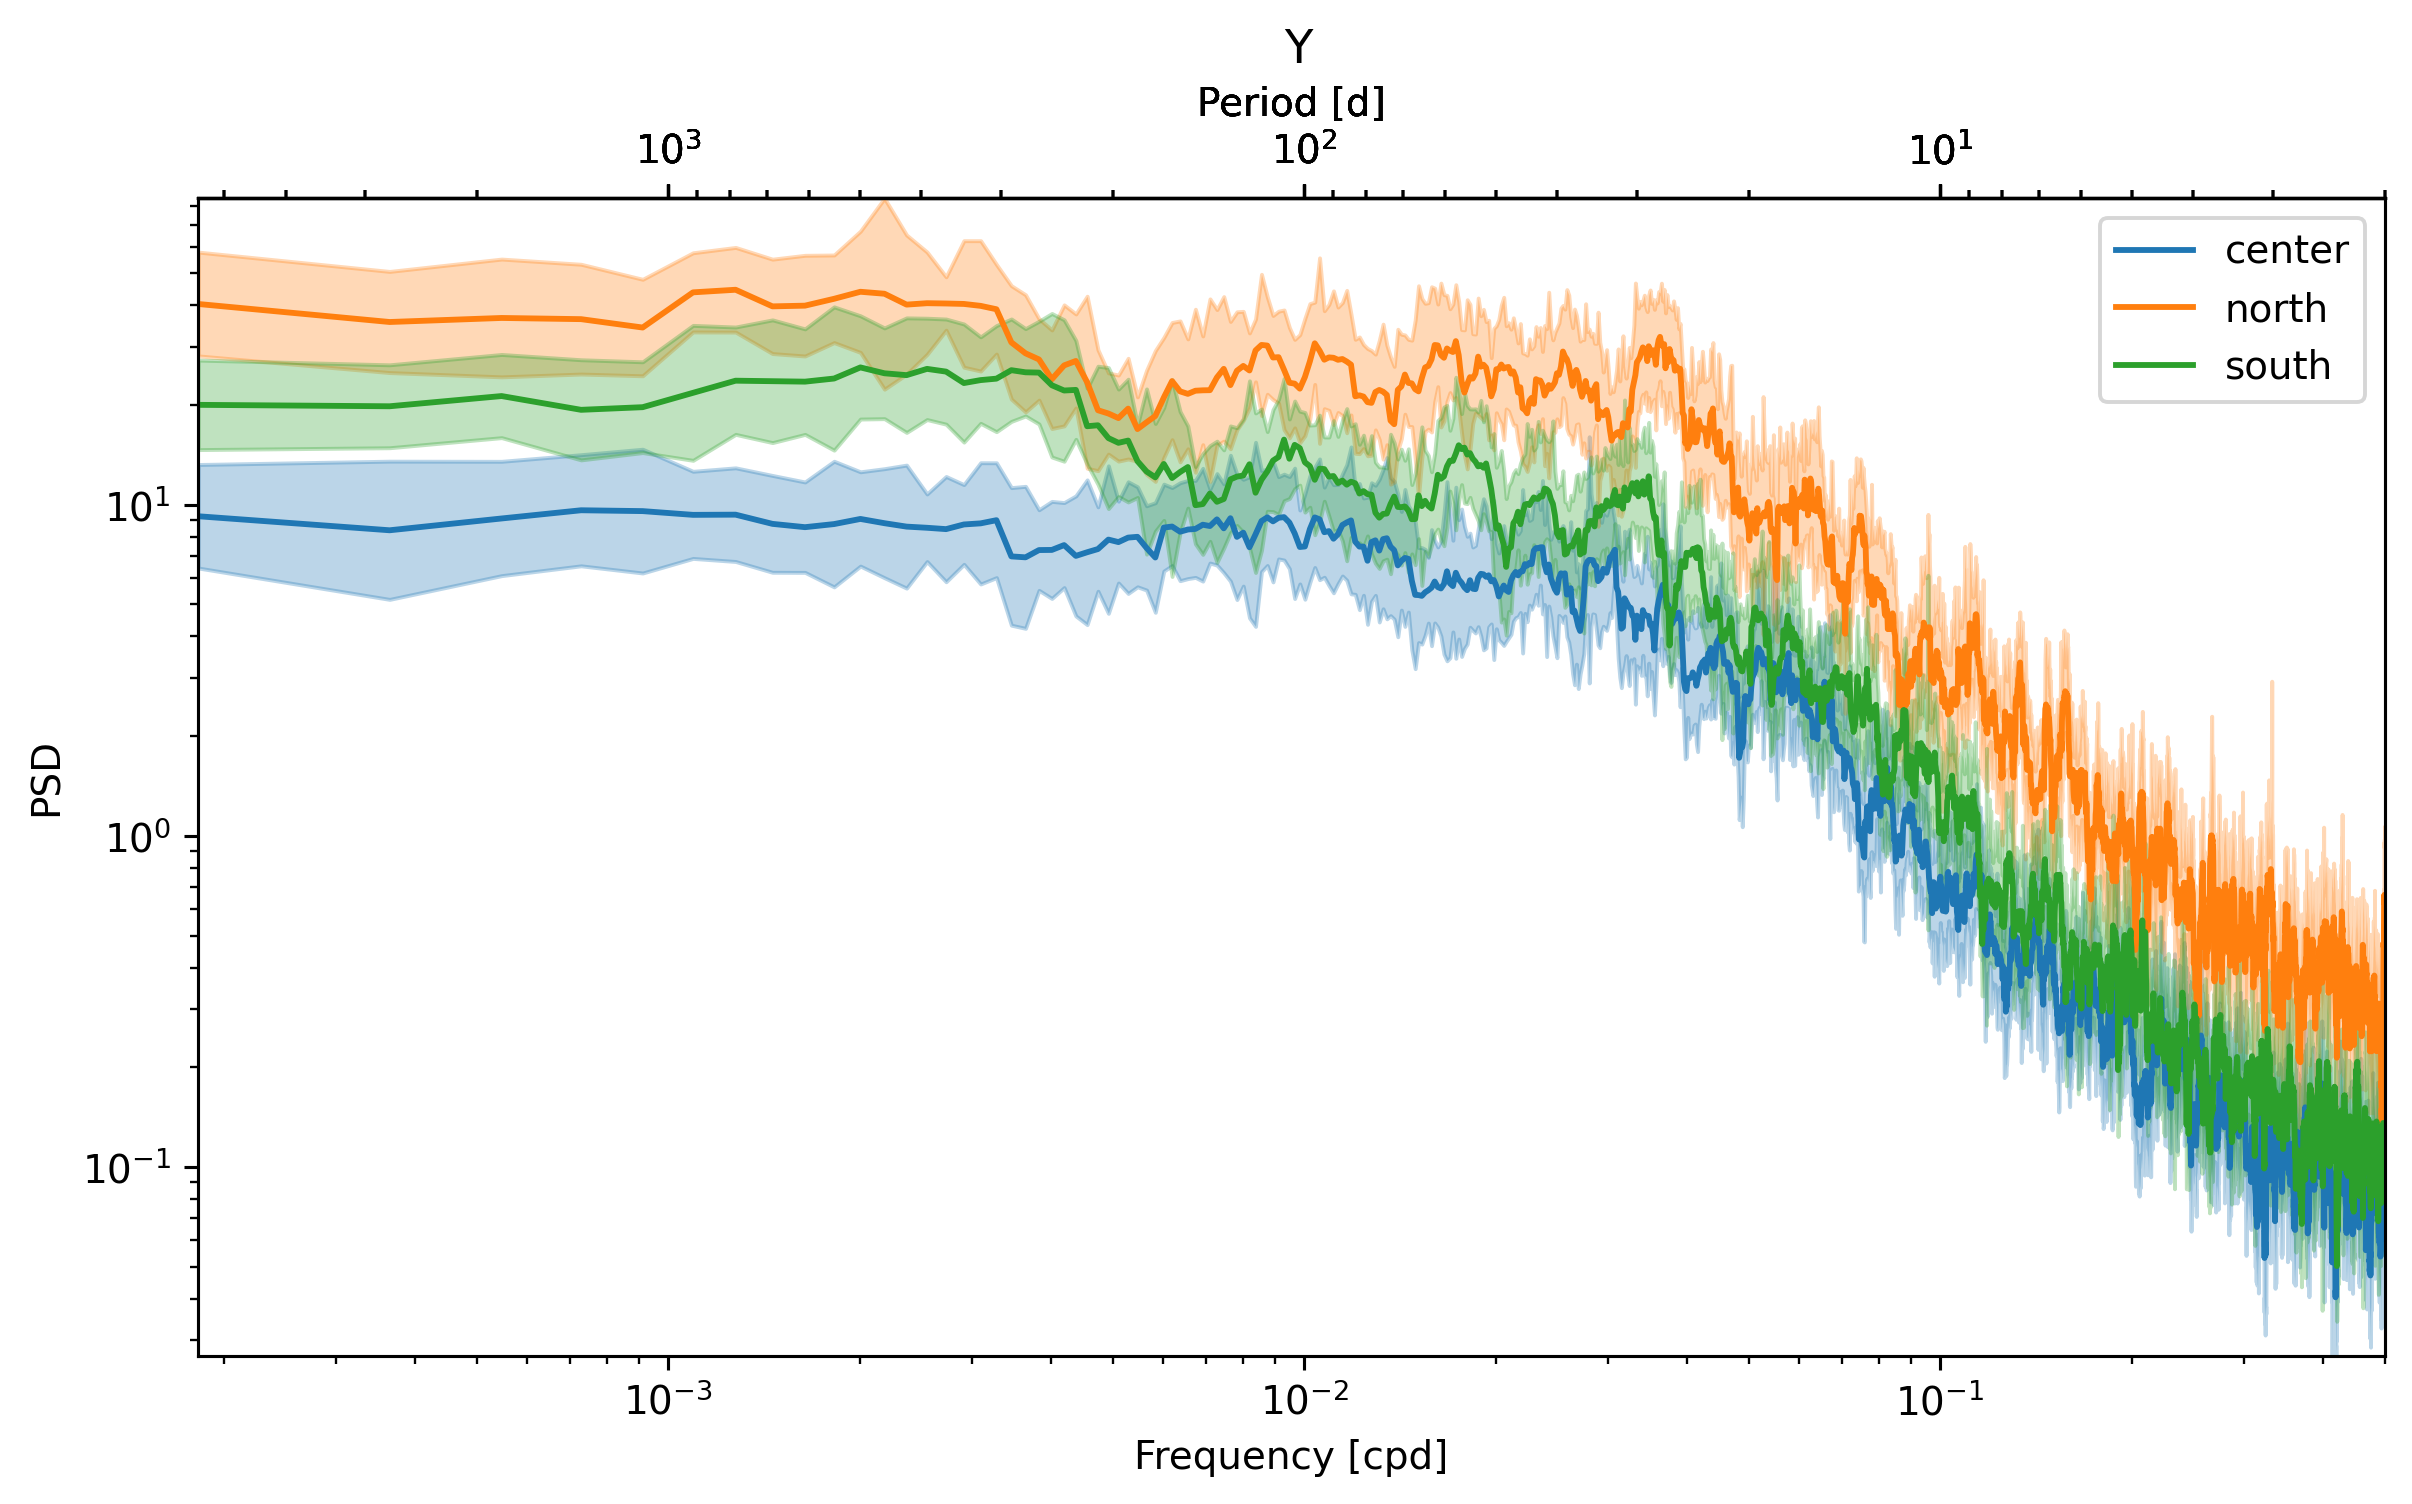 Y
Period [d]
10³ 10² 10¹
center
north
south
PSD
10¹
10⁰
10⁻¹
10⁻³ 10⁻² 10⁻¹
Frequency [cpd]